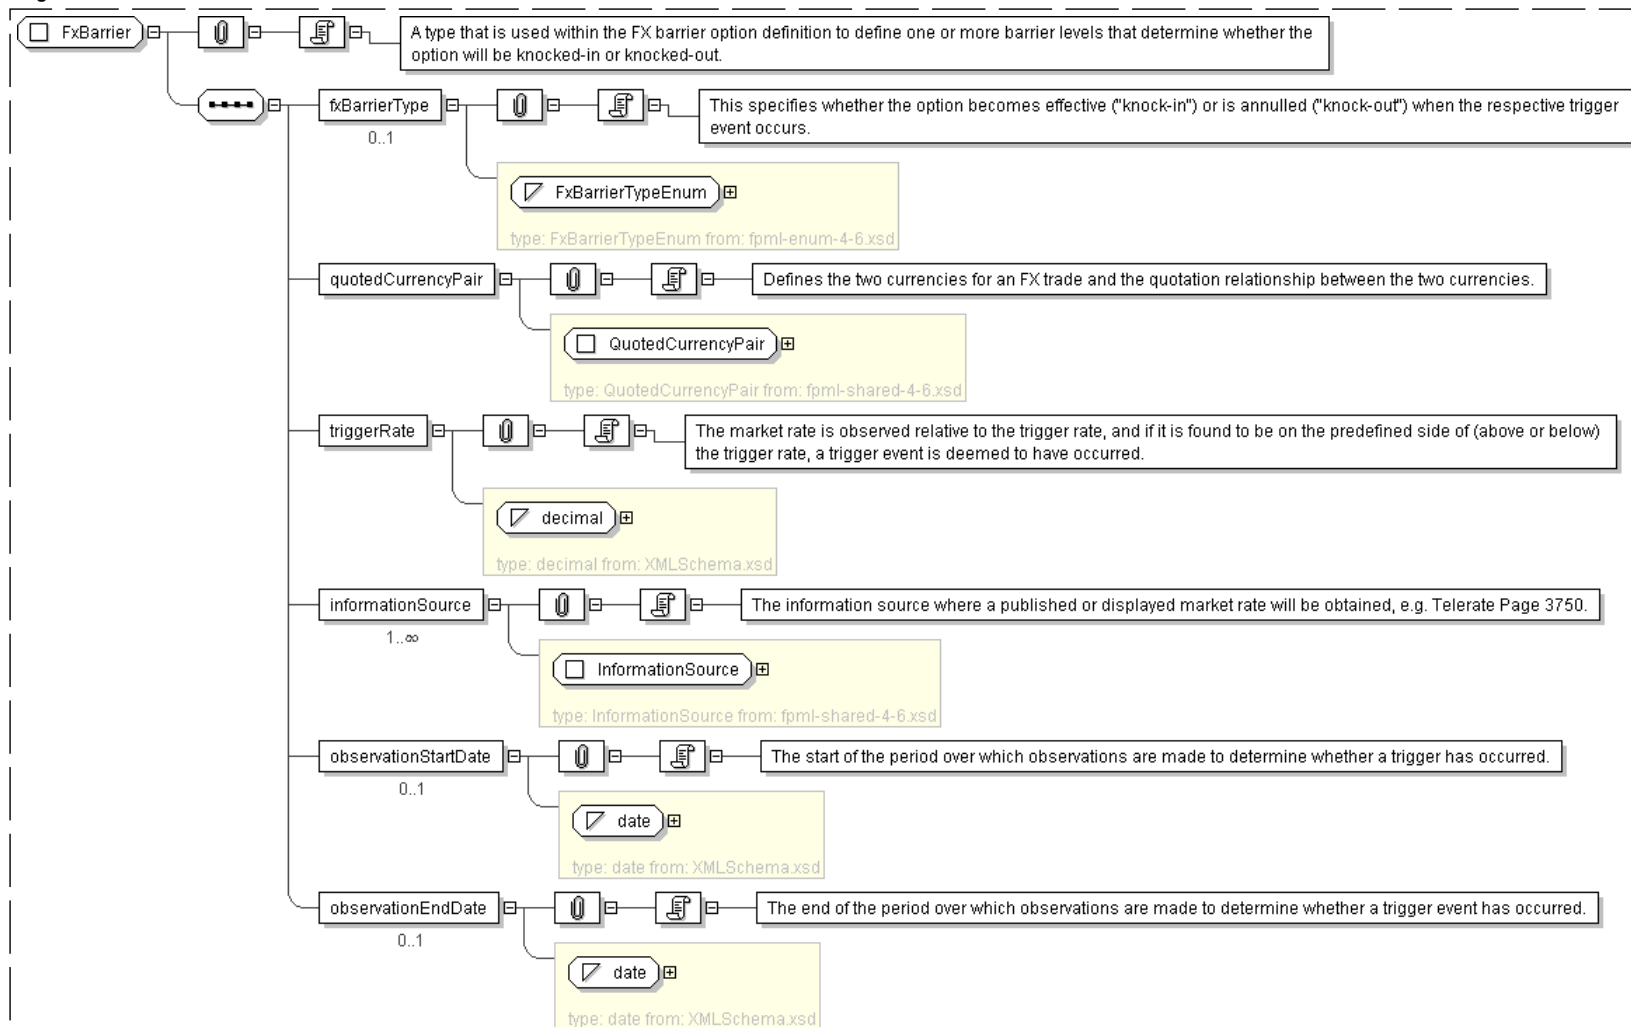 FxBarrier
A type that is used within the FX barrier option definition to define one or more barrier levels that determine whether the
option will be knocked-in or knocked-out.
fxBarrierType
0..1
This specifies whether the option becomes effective ("knock-in") or is annulled ("knock-out") when the respective trigger
event occurs.
FxBarrierTypeEnum
type: FxBarrierTypeEnum from: fpml-enum-4-6.xsd
quotedCurrencyPair
Defines the two currencies for an FX trade and the quotation relationship between the two currencies.
QuotedCurrencyPair
type: QuotedCurrencyPair from: fpml-shared-4-6.xsd
triggerRate
The market rate is observed relative to the trigger rate, and if it is found to be on the predefined side of (above or below)
the trigger rate, a trigger event is deemed to have occurred.
decimal
type: decimal from: XMLSchema.xsd
informationSource
1..∞
The information source where a published or displayed market rate will be obtained, e.g. Telerate Page 3750.
InformationSource
type: InformationSource from: fpml-shared-4-6.xsd
observationStartDate
0..1
The start of the period over which observations are made to determine whether a trigger has occurred.
date
type: date from: XMLSchema.xsd
observationEndDate
0..1
The end of the period over which observations are made to determine whether a trigger event has occurred.
date
type: date from: XMLSchema.xsd